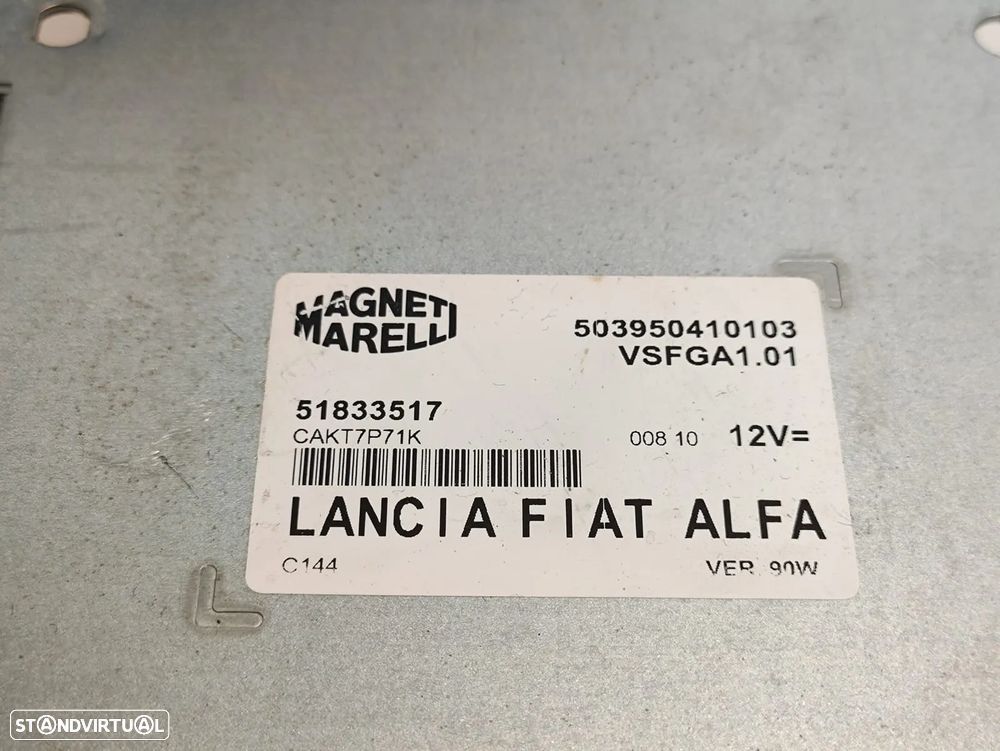 MAGNETI
MARELLI
503950410103
VSFGA1.01
51833517
CAKT7P71K
008 10 12V=
LANCIA FIAT ALFA
C144
VER 90W
STANDVIRTUAL